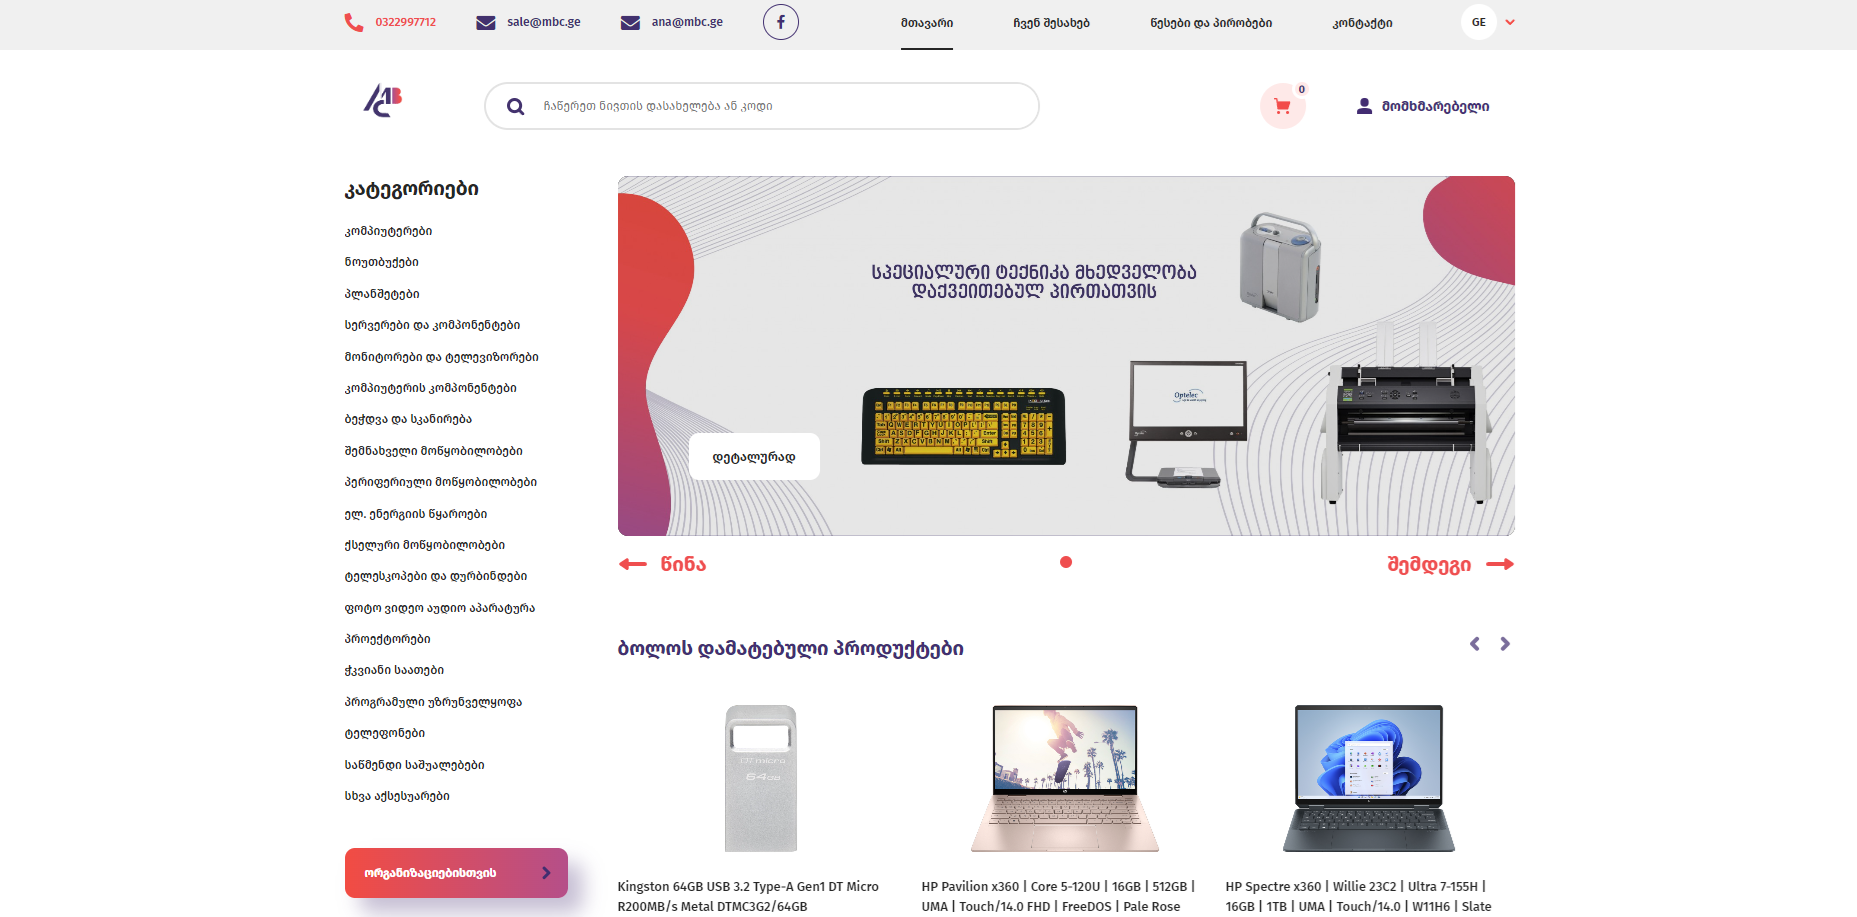 0322997712
sale@mbc.ge
ana@mbc.ge
მთავარი
ჩვენ შესახებ
წესები და პირობები
კონტაქტი
GE
ჩაწერეთ ნივთის დასახელება ან კოდი
0
მომხმარებელი
კატეგორიები
კომპიუტერები
ნოუთბუქები
პლანშეტები
სერვერები და კომპონენტები
მონიტორები და ტელევიზორები
კომპიუტერის კომპონენტები
ბეჭდვა და სკანირება
შემნახველი მოწყობილობები
პერიფერიული მოწყობილობები
ელ. ენერგიის წყაროები
ქსელური მოწყობილობები
ტელესკოპები და დურბინდები
ფოტო ვიდეო აუდიო აპარატურა
პროექტორები
ჭკვიანი საათები
პროგრამული უზრუნველყოფა
ტელეფონები
საწმენდი საშუალებები
სხვა აქსესუარები
ორგანიზაციებისთვის
სპეციალური ტექნიკა მხედველობა
დაქვეითებულ პირთათვის
Optelec
დეტალურად
წინა
შემდეგი
ბოლოს დამატებული პროდუქტები
64GB
Kingston 64GB USB 3.2 Type-A Gen1 DT Micro
R200MB/s Metal DTMC3G2/64GB
HP Pavilion x360 | Core 5-120U | 16GB | 512GB |
UMA | Touch/14.0 FHD | FreeDOS | Pale Rose
HP Spectre x360 | Willie 23C2 | Ultra 7-155H |
16GB | 1TB | UMA | Touch/14.0 | W11H6 | Slate